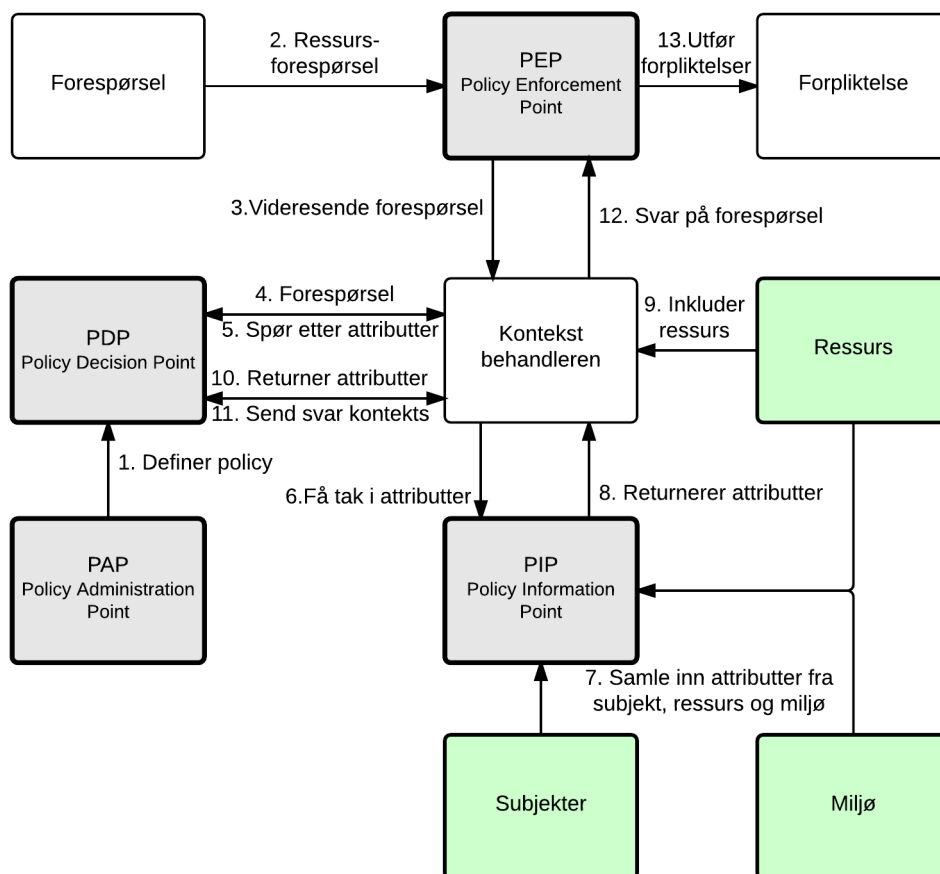 Forespørsel
2. Ressurs-
forespørsel
PEP
Policy Enforcement
Point
13.Utfør
forpliktelser
Forpliktelse
3.Videresende forespørsel
12. Svar på forespørsel
PDP
Policy Decision Point
4. Forespørsel
5. Spør etter attributter
10. Returner attributter
11. Send svar kontekts
Kontekst
behandleren
9. Inkluder
ressurs
Ressurs
1. Definer policy
6.Få tak i attributter
8. Returnerer attributter
PAP
Policy Administration
Point
PIP
Policy Information
Point
7. Samle inn attributter fra
subjekt, ressurs og miljø
Subjekter
Miljø